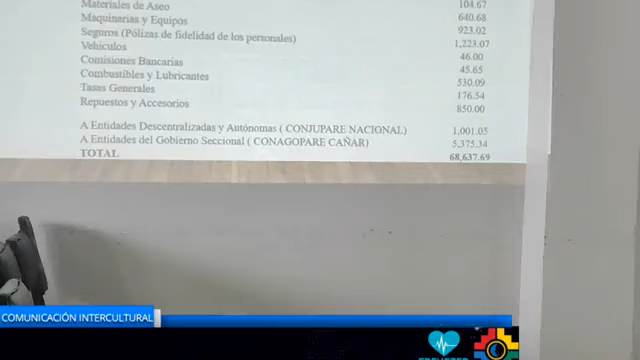 Materiales de Aseo 104.67
Maquinarias y Equipos 640.68
Seguros (Pólizas de fidelidad de los personales) 923.02
Vehículos 1,223.07
Comisiones Bancarias 46.00
Combustibles y Lubricantes 45.65
Tasas Generales 530.09
Repuestos y Accesorios 176.54
850.00
A Entidades Descentralizadas y Autónomas ( CONJUPARE NACIONAL) 1,001.05
A Entidades del Gobierno Seccional ( CONAGOPARE CAÑAR) 5,375.34
TOTAL 68,637.69
COMUNICACIÓN INTERCULTURAL